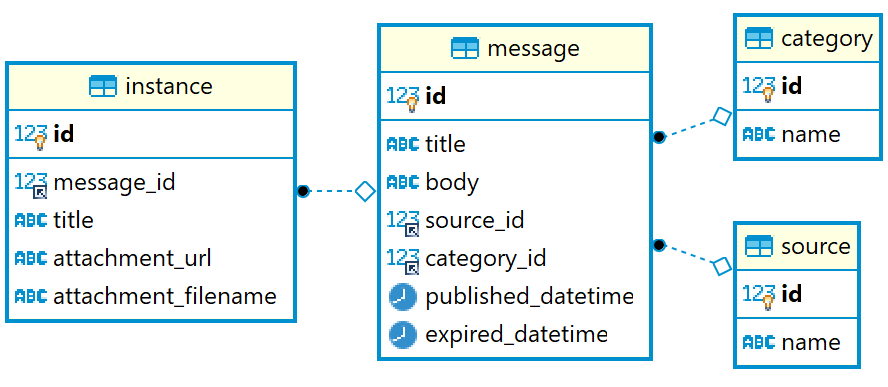 instance
123 id
123 message_id
ABC title
ABC attachment_url
ABC attachment_filename
message
123 id
ABC title
ABC body
123 source_id
123 category_id
published_datetime
expired_datetime
category
123 id
ABC name
source
123 id
ABC name